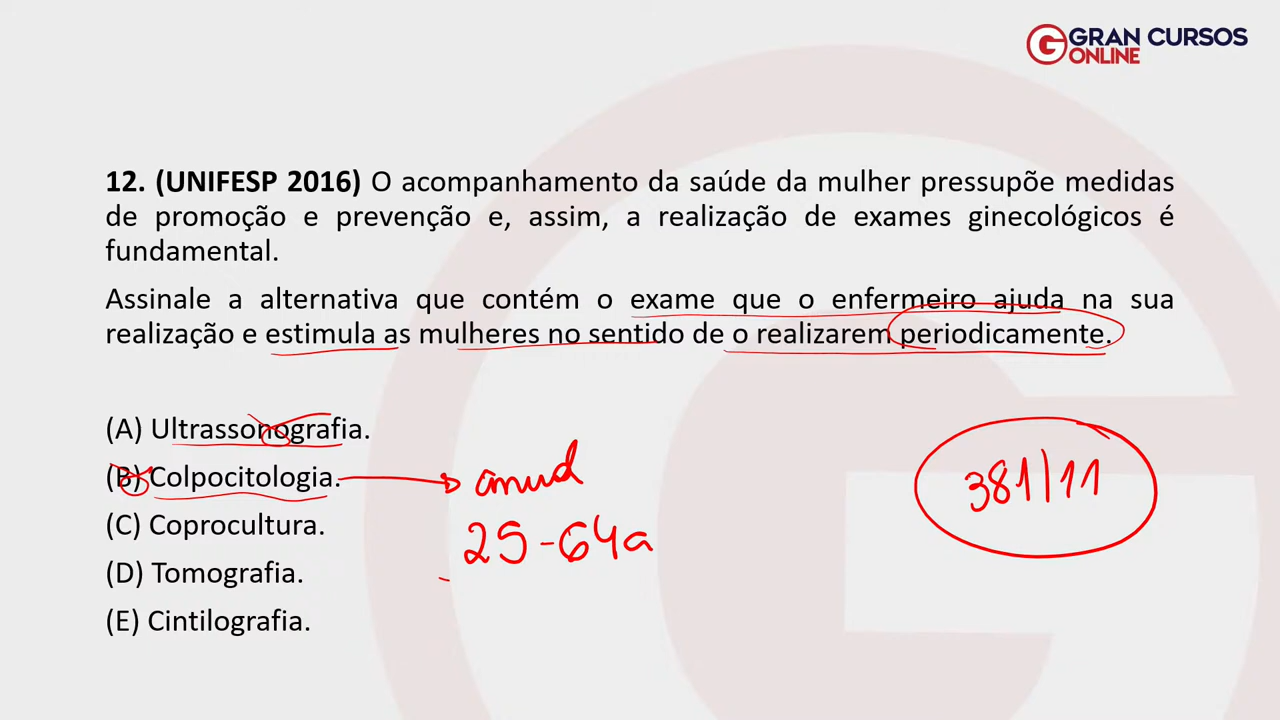 GRAN CURSOS
ONLINE
12. (UNIFESP 2016) O acompanhamento da saúde da mulher pressupõe medidas
de promoção e prevenção e, assim, a realização de exames ginecológicos é
fundamental.
Assinale a alternativa que contém o exame que o enfermeiro ajuda na sua
realização e estimula as mulheres no sentido de o realizarem periodicamente.
(A) Ultrassonografia.
(B) Colpocitologia.
anual
25-64a
381/11
(C) Coprocultura.
(D) Tomografia.
(E) Cintilografia.